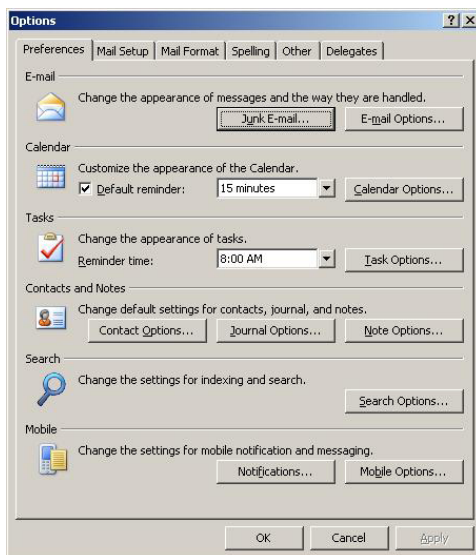 Options
Preferences Mail Setup Mail Format Spelling Other Delegates
E-mail
Change the appearance of messages and the way they are handled.
Junk E-mail... E-mail Options...
Calendar
Customize the appearance of the Calendar.
Default reminder: 15 minutes Calendar Options...
Tasks
Change the appearance of tasks.
Reminder time: 8:00 AM Task Options...
Contacts and Notes
Change default settings for contacts, journal, and notes.
Contact Options... Journal Options... Note Options...
Search
Change the settings for indexing and search.
Search Options...
Mobile
Change the settings for mobile notification and messaging.
Notifications... Mobile Options...
OK Cancel Apply